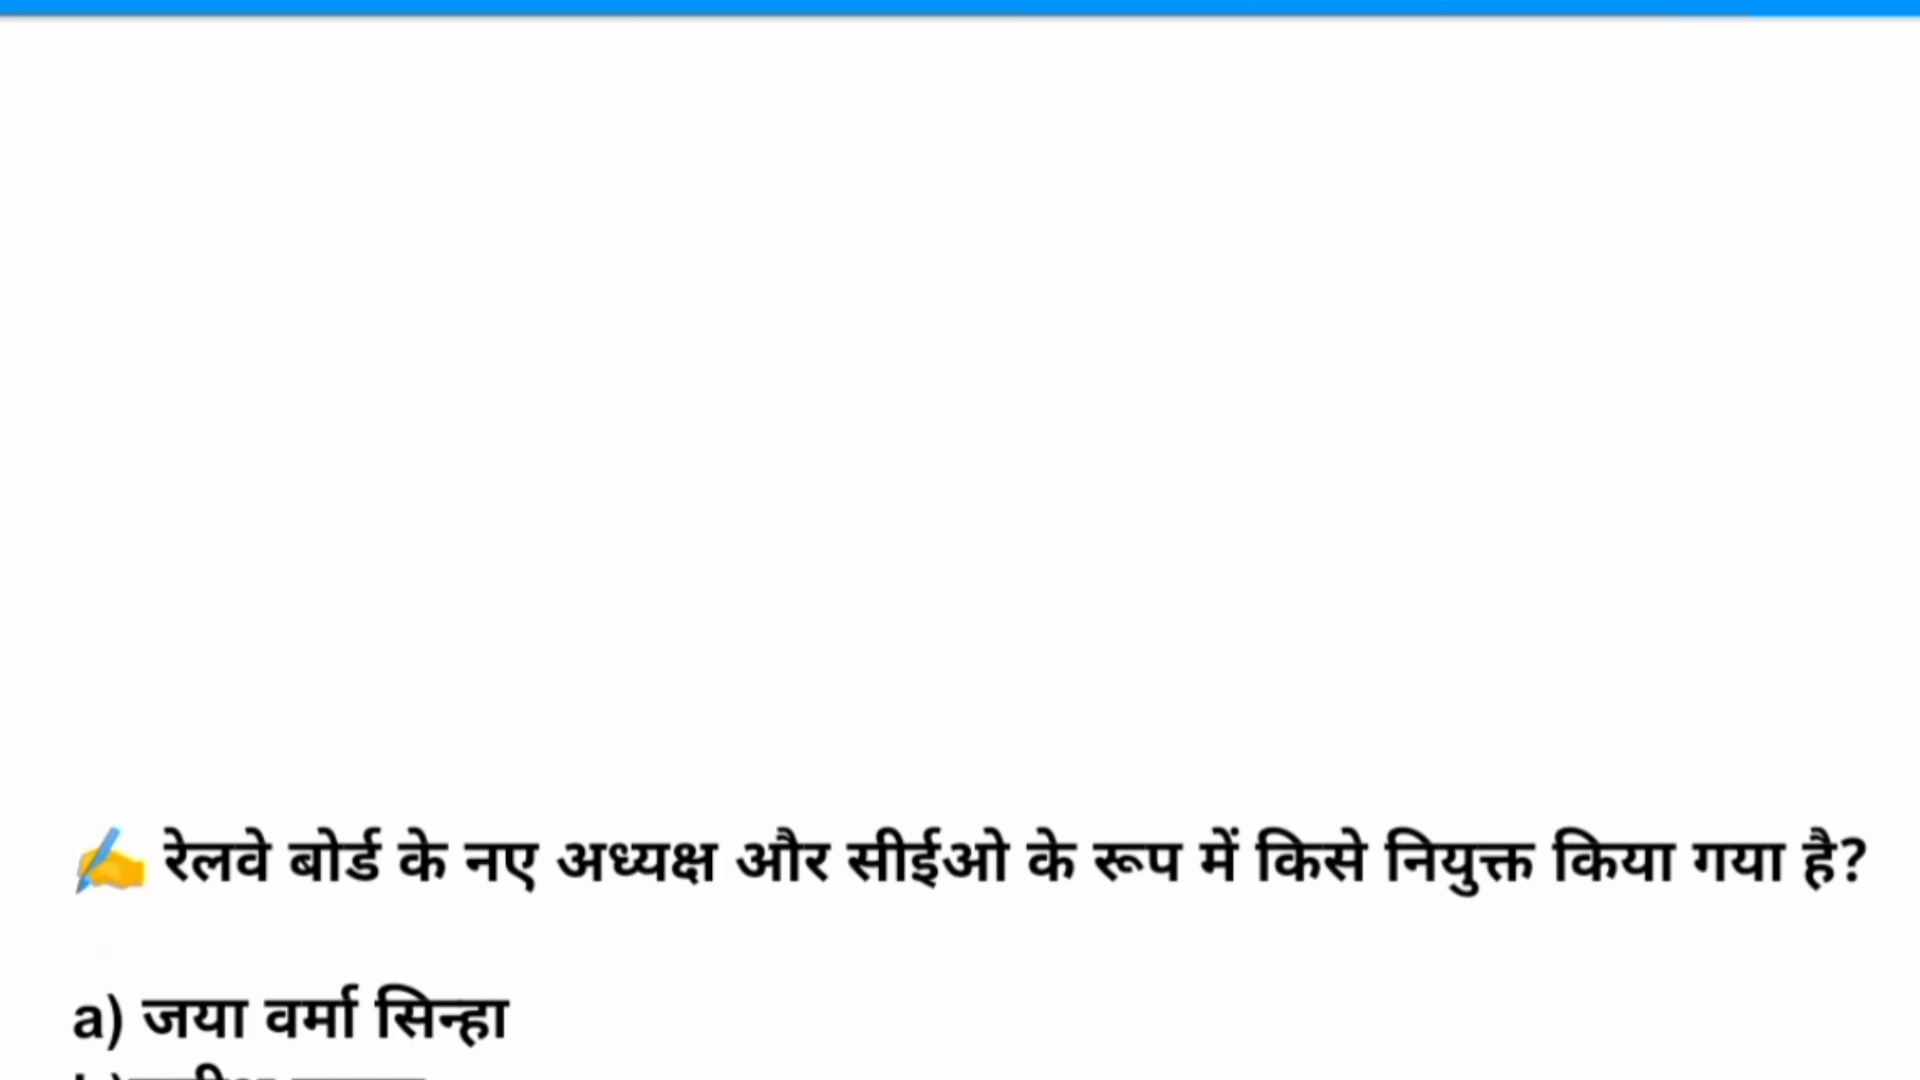 ✍️ रेलवे बोर्ड के नए अध्यक्ष और सीईओ के रूप में किसे नियुक्त किया गया है?
a) जया वर्मा सिन्हा